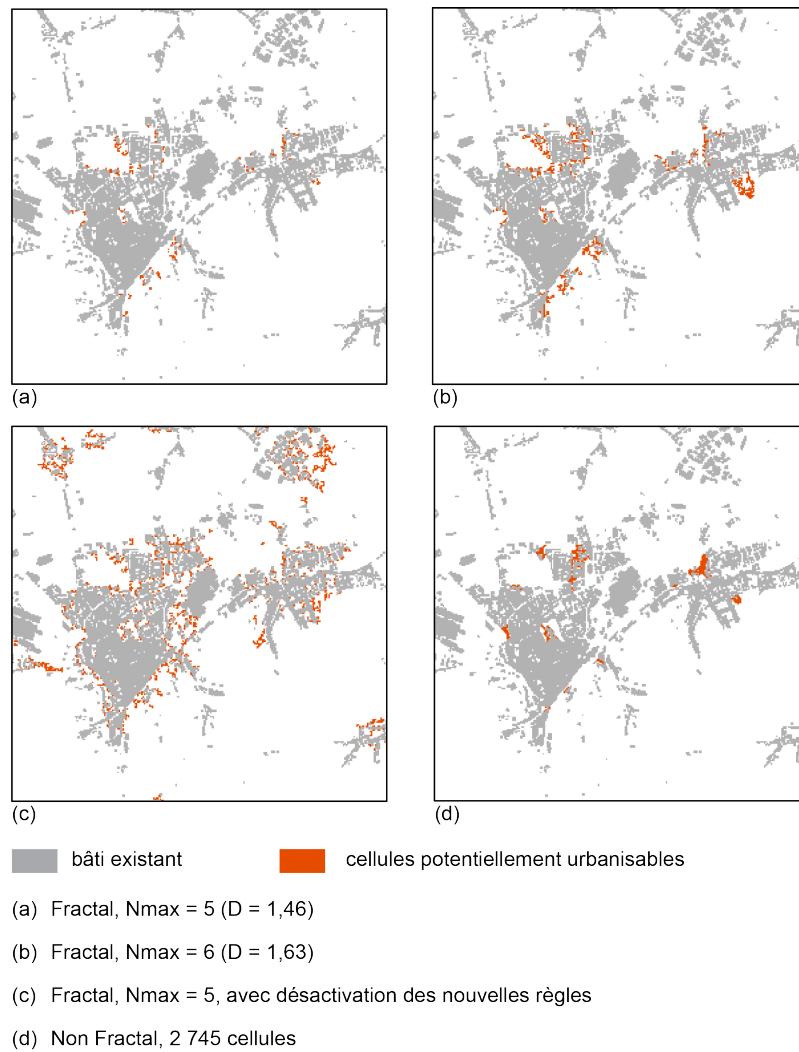 (a)
(b)
(c)
(d)
bâti existant
cellules potentiellement urbanisables
(a) Fractal, Nmax = 5 (D = 1,46)
(b) Fractal, Nmax = 6 (D = 1,63)
(c) Fractal, Nmax = 5, avec désactivation des nouvelles règles
(d) Non Fractal, 2 745 cellules